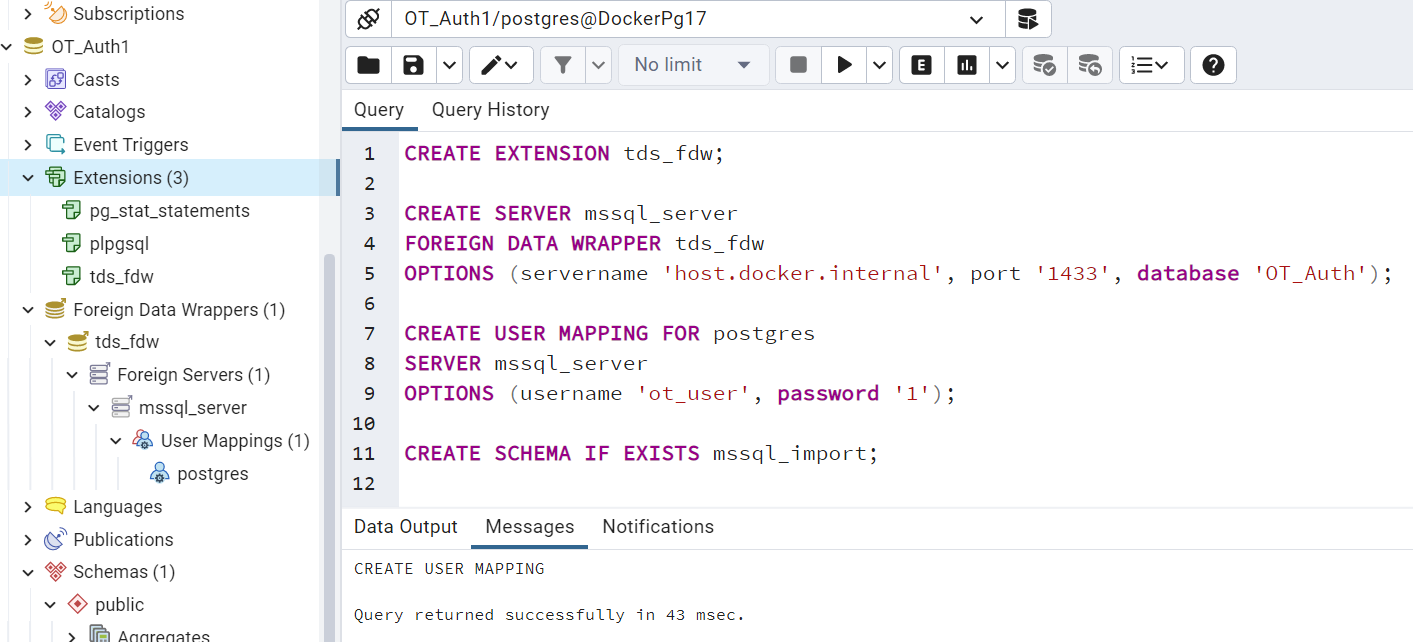 Subscriptions
OT_Auth1
Casts
Catalogs
Event Triggers
Extensions (3)
pg_stat_statements
plpgsql
tds_fdw
Foreign Data Wrappers (1)
tds_fdw
Foreign Servers (1)
mssql_server
User Mappings (1)
postgres
Languages
Publications
Schemas (1)
public
Aggregates
OT_Auth1/postgres@DockerPg17
No limit
E
Query Query History
1 CREATE EXTENSION tds_fdw;
2
3 CREATE SERVER mssql_server
4 FOREIGN DATA WRAPPER tds_fdw
5 OPTIONS (servername 'host.docker.internal', port '1433', database 'OT_Auth');
6
7 CREATE USER MAPPING FOR postgres
8 SERVER mssql_server
9 OPTIONS (username 'ot_user', password '1');
10
11 CREATE SCHEMA IF EXISTS mssql_import;
12
Data Output Messages Notifications
CREATE USER MAPPING
Query returned successfully in 43 msec.